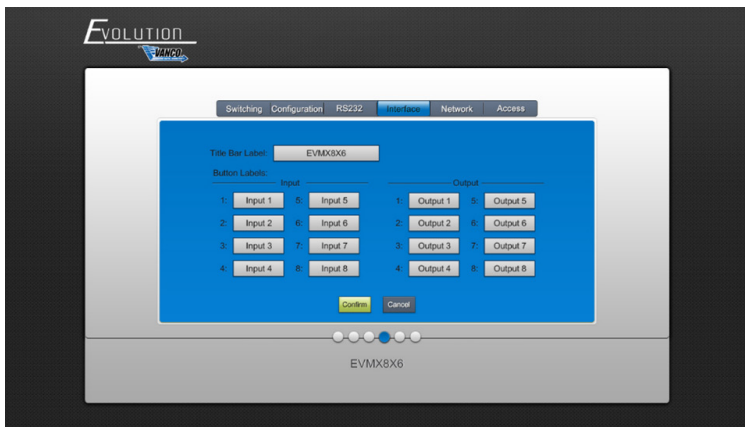 EVOLUTION
VANCO
Switching Configuration RS232 Interface Network Access
Title Bar Label: EVMX8X6
Button Labels:
Input Output
1: Input 1 5: Input 5 1: Output 1 5: Output 5
2: Input 2 6: Input 6 2: Output 2 6: Output 6
3: Input 3 7: Input 7 3: Output 3 7: Output 7
4: Input 4 8: Input 8 4: Output 4 8: Output 8
Confirm Cancel
EVMX8X6